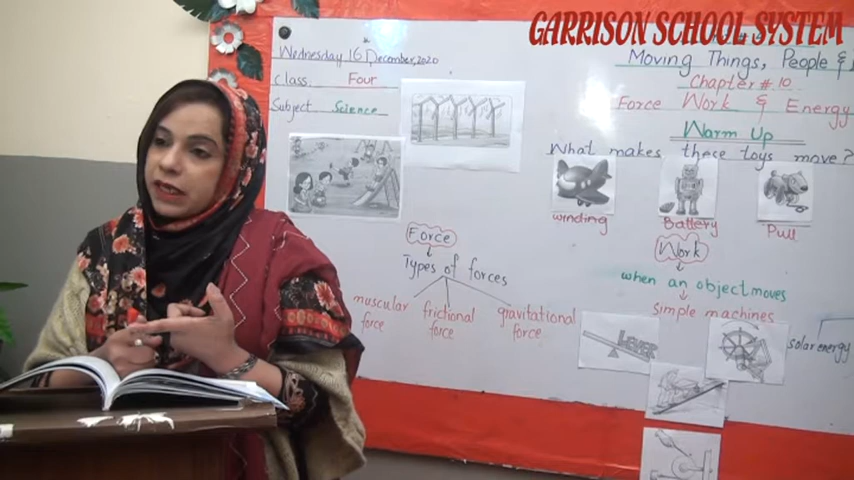 GARRISON SCHOOL SYSTEM
Wednesday 16 December, 2020
Class. Four
Subject Science
Moving Things, People &
Chapter # 10
Force Work & Energy
Warm Up
What makes these toys move?
winding
Battery
Pull
Force
Types of forces
muscular force
frictional force
gravitational force
Work
when an object moves
Simple machines
LEVER
solar energy